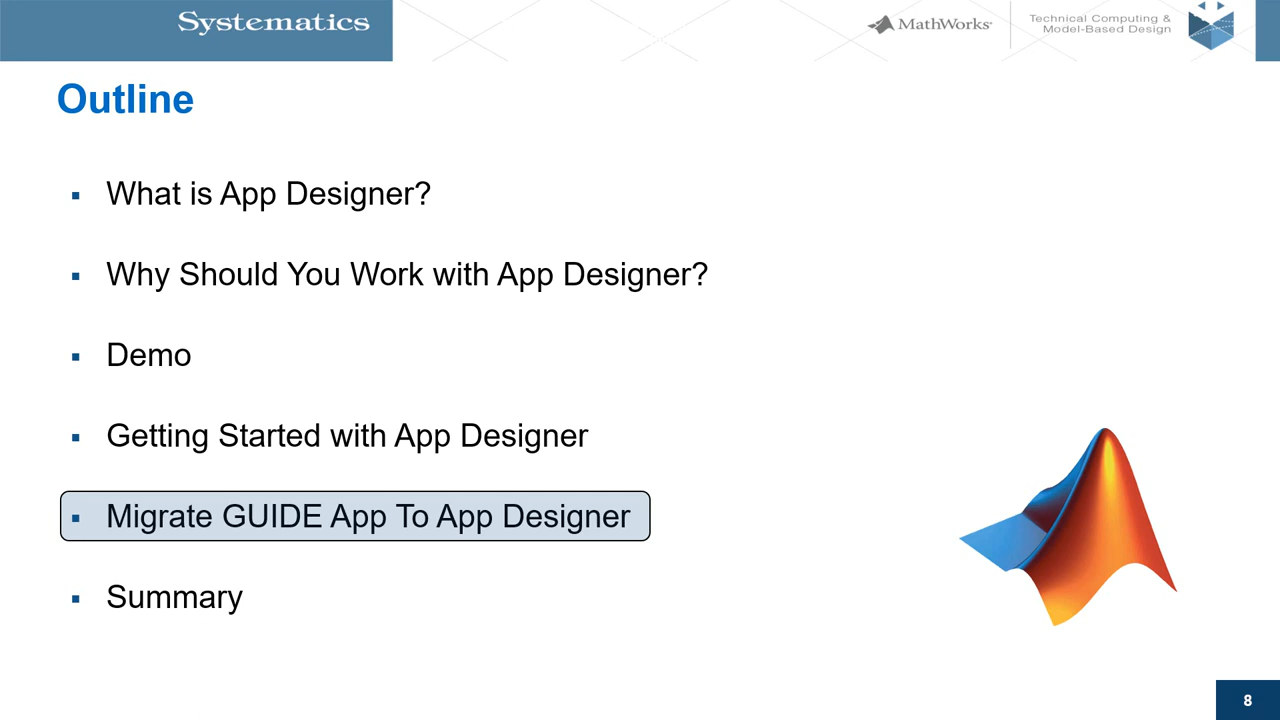 Systematics
MathWorks
Technical Computing &
Model-Based Design
Outline
▪ What is App Designer?
▪ Why Should You Work with App Designer?
▪ Demo
▪ Getting Started with App Designer
▪ Migrate GUIDE App To App Designer
▪ Summary
8